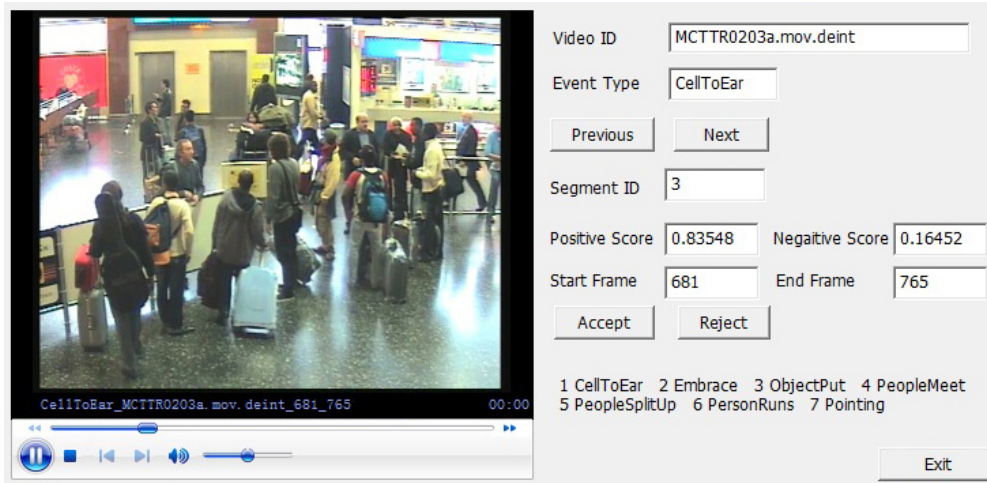 Video ID MCTTR0203a.mov.deint
Event Type CellToEar
Previous Next
Segment ID 3
Positive Score 0.83548 Negaitive Score 0.16452
Start Frame 681 End Frame 765
Accept Reject
1 CellToEar 2 Embrace 3 ObjectPut 4 PeopleMeet
5 PeopleSplitUp 6 PersonRuns 7 Pointing
CellToEar_MCTTR0203a.mov.deint_681_765 00:00
Exit